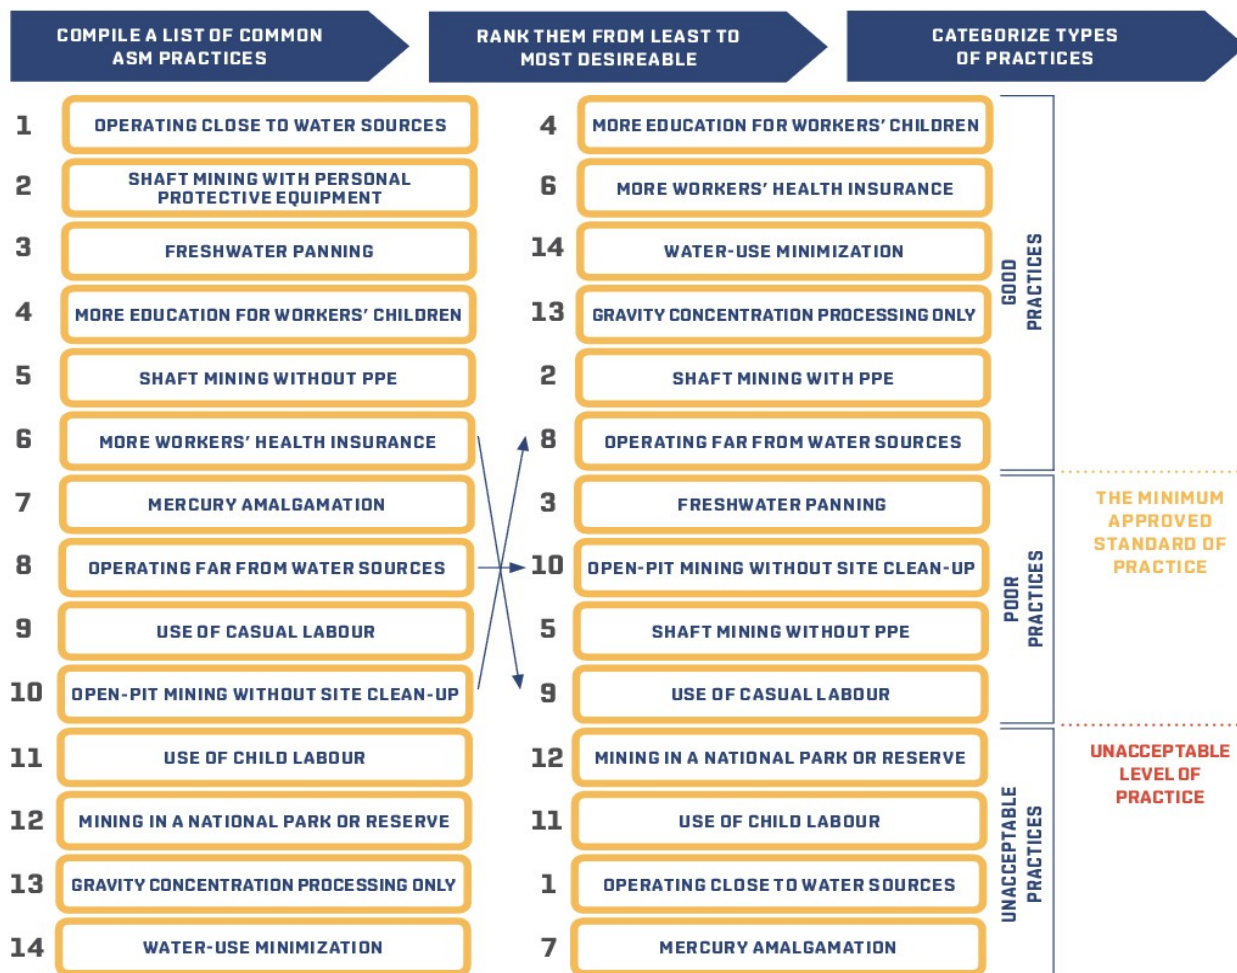 COMPILE A LIST OF COMMON
ASM PRACTICES
RANK THEM FROM LEAST TO
MOST DESIREABLE
CATEGORIZE TYPES
OF PRACTICES
1
OPERATING CLOSE TO WATER SOURCES
2
SHAFT MINING WITH PERSONAL
PROTECTIVE EQUIPMENT
3
FRESHWATER PANNING
4
MORE EDUCATION FOR WORKERS' CHILDREN
5
SHAFT MINING WITHOUT PPE
6
MORE WORKERS' HEALTH INSURANCE
7
MERCURY AMALGAMATION
8
OPERATING FAR FROM WATER SOURCES
9
USE OF CASUAL LABOUR
10
OPEN-PIT MINING WITHOUT SITE CLEAN-UP
11
USE OF CHILD LABOUR
12
MINING IN A NATIONAL PARK OR RESERVE
13
GRAVITY CONCENTRATION PROCESSING ONLY
14
WATER-USE MINIMIZATION
4
MORE EDUCATION FOR WORKERS' CHILDREN
6
MORE WORKERS' HEALTH INSURANCE
14
WATER-USE MINIMIZATION
13
GRAVITY CONCENTRATION PROCESSING ONLY
2
SHAFT MINING WITH PPE
8
OPERATING FAR FROM WATER SOURCES
3
FRESHWATER PANNING
10
OPEN-PIT MINING WITHOUT SITE CLEAN-UP
5
SHAFT MINING WITHOUT PPE
9
USE OF CASUAL LABOUR
12
MINING IN A NATIONAL PARK OR RESERVE
11
USE OF CHILD LABOUR
1
OPERATING CLOSE TO WATER SOURCES
7
MERCURY AMALGAMATION
GOOD
PRACTICES
POOR
PRACTICES
UNACCEPTABLE
PRACTICES
THE MINIMUM
APPROVED
STANDARD OF
PRACTICE
UNACCEPTABLE
LEVEL OF
PRACTICE